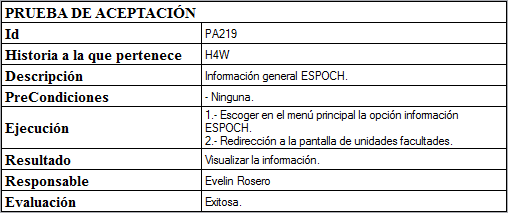 PRUEBA DE ACEPTACIÓN
Id PA219
Historia a la que pertenece H4W
Descripción Información general ESPOCH.
PreCondiciones - Ninguna.
Ejecución 1.- Escoger en el menú principal la opción información
ESPOCH.
2.- Redirección a la pantalla de unidades facultades.
Resultado Visualizar la información.
Responsable Evelin Rosero
Evaluación Exitosa.